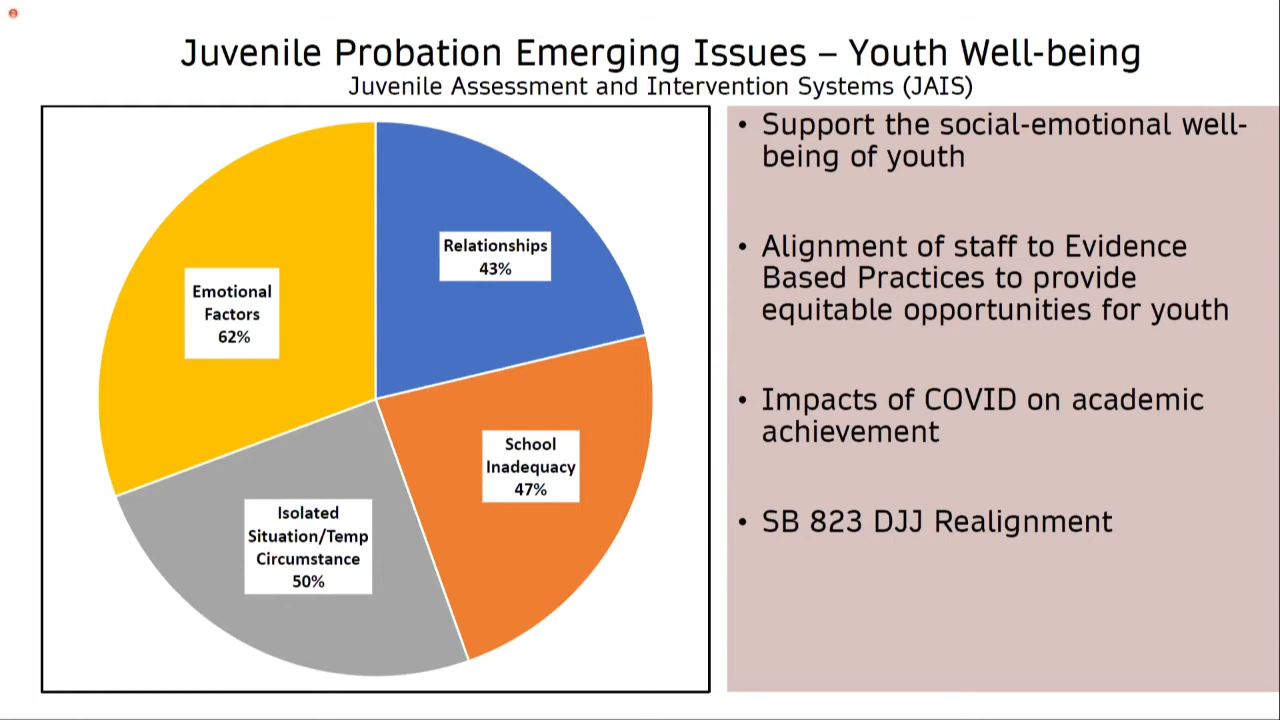 Juvenile Probation Emerging Issues – Youth Well-being
Juvenile Assessment and Intervention Systems (JAIS)
Relationships
43%
Emotional
Factors
62%
School
Inadequacy
47%
Isolated
Situation/Temp
Circumstance
50%
• Support the social-emotional well-
being of youth
• Alignment of staff to Evidence
Based Practices to provide
equitable opportunities for youth
• Impacts of COVID on academic
achievement
• SB 823 DJJ Realignment